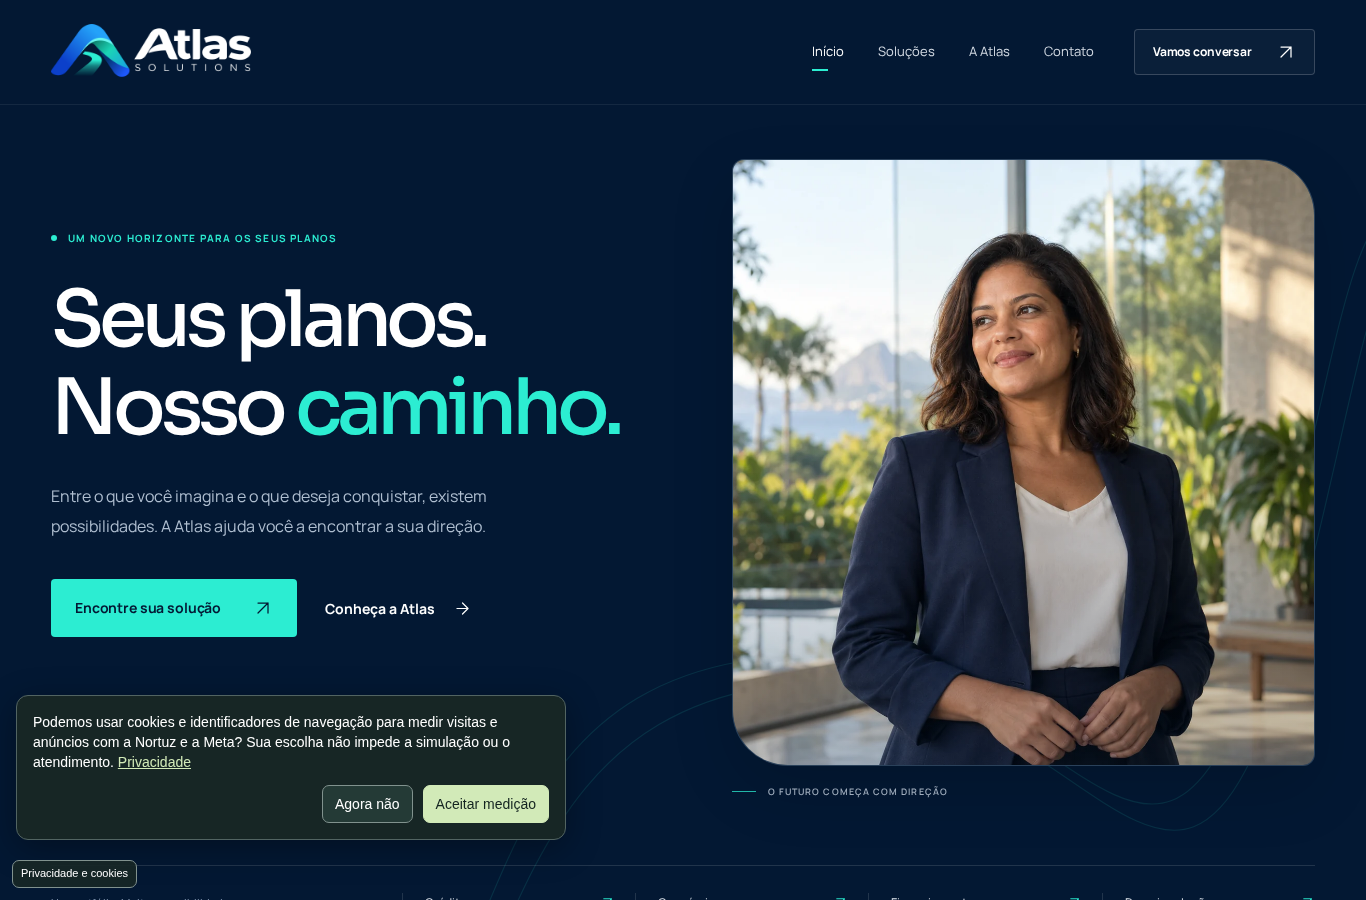 Atlas
SOLUTIONS
Início
Soluções
A Atlas
Contato
Vamos conversar
UM NOVO HORIZONTE PARA OS SEUS PLANOS
Seus planos.
Nosso caminho.
Entre o que você imagina e o que deseja conquistar, existem
possibilidades. A Atlas ajuda você a encontrar a sua direção.
Encontre sua solução
Conheça a Atlas
O FUTURO COMEÇA COM DIREÇÃO
Podemos usar cookies e identificadores de navegação para medir visitas e
anúncios com a Nortuz e a Meta? Sua escolha não impede a simulação ou o
atendimento. Privacidade
Agora não
Aceitar medição
Privacidade e cookies